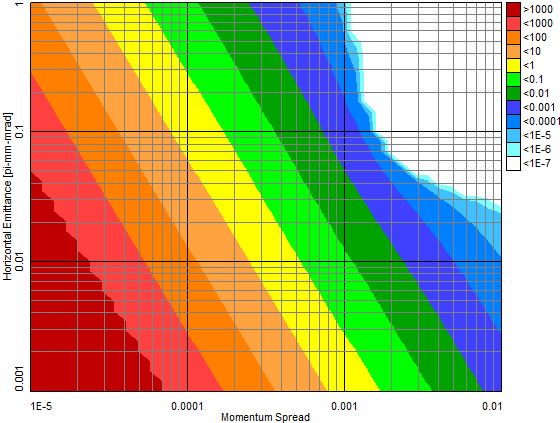 1
0.1
0.01
0.001
Horizontal Emittance [pi-mm-mrad]
1E-5
0.0001
0.001
0.01
Momentum Spread
>1000
<1000
<100
<10
<1
<0.1
<0.01
<0.001
<0.0001
<1E-5
<1E-6
<1E-7